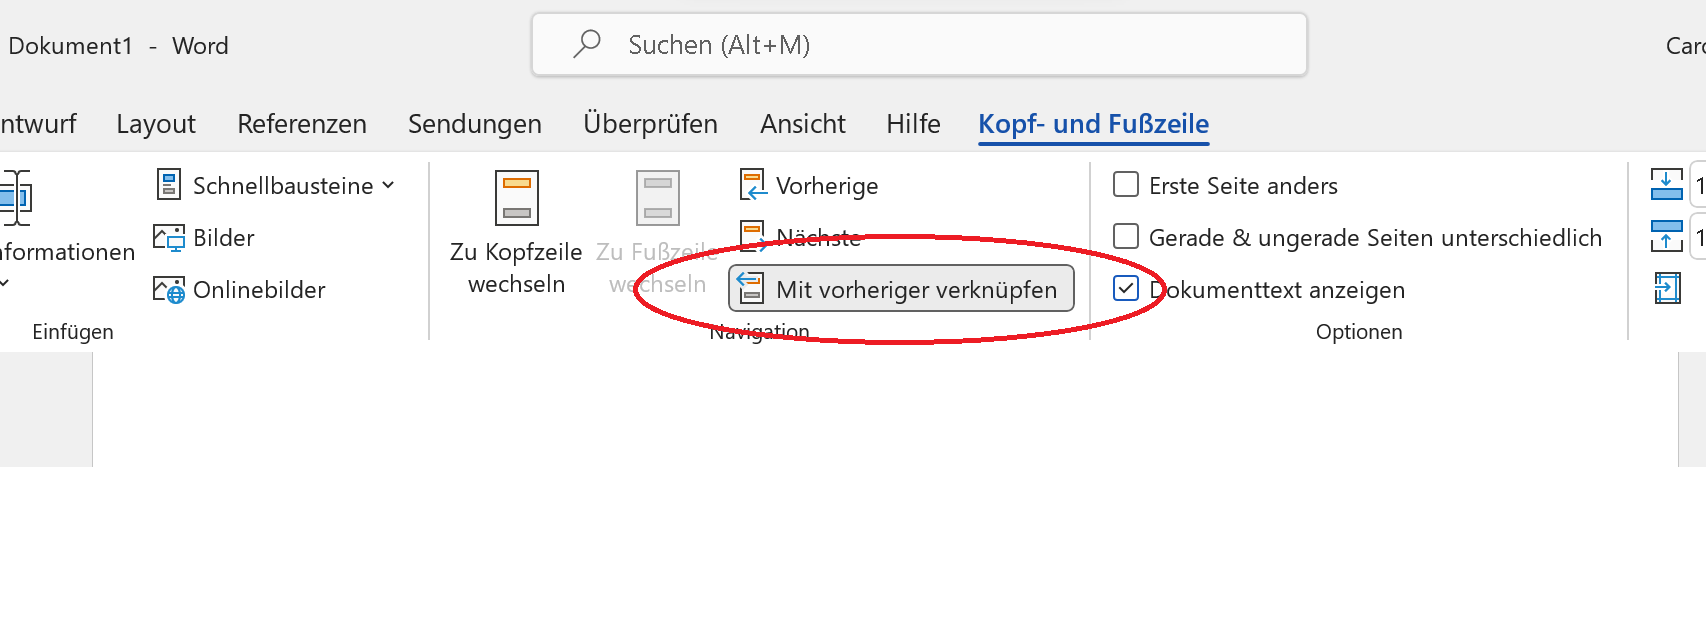 Dokument1 - Word
Suchen (Alt+M)
Caro
ntwurf Layout Referenzen Sendungen Überprüfen Ansicht Hilfe Kopf- und Fußzeile
nformationen
Schnellbausteine
Bilder
Onlinebilder
Einfügen
Zu Kopfzeile
wechseln
Zu Fußzeile
wechseln
Vorherige
Nächste
Mit vorheriger verknüpfen
Navigation
Erste Seite anders
Gerade & ungerade Seiten unterschiedlich
Dokumenttext anzeigen
Optionen
1
1